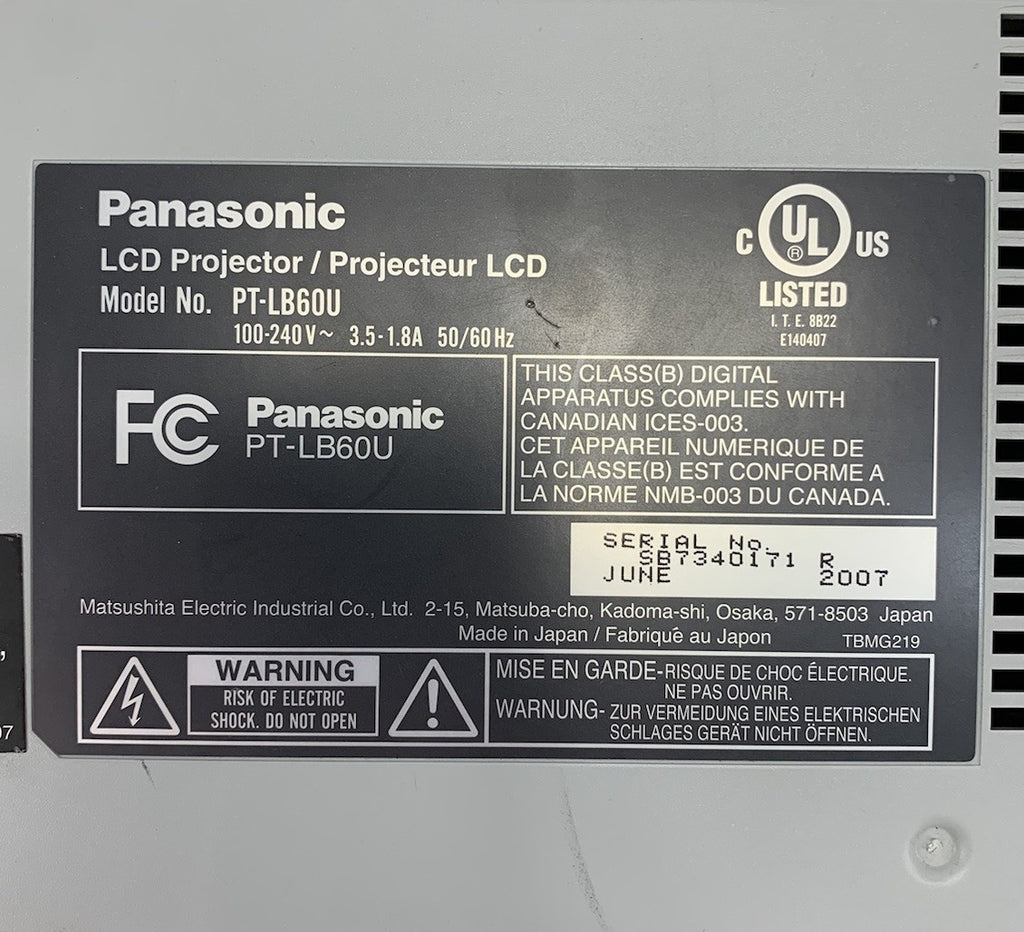 Panasonic
LCD Projector / Projecteur LCD
Model No. PT-LB60U
100-240V~ 3.5-1.8A 50/60Hz
C UL ® US
LISTED
I. T. E. 8B22
E140407
FC
Panasonic
PT-LB60U
THIS CLASS(B) DIGITAL
APPARATUS COMPLIES WITH
CANADIAN ICES-003.
CET APPAREIL NUMERIQUE DE
LA CLASSE(B) EST CONFORME A
LA NORME NMB-003 DU CANADA.
SERIAL No.
SB7340171 R
JUNE 2007
Matsushita Electric Industrial Co., Ltd. 2-15, Matsuba-cho, Kadoma-shi, Osaka, 571-8503 Japan
Made in Japan / Fabriqué au Japon TBMG219
WARNING
RISK OF ELECTRIC
SHOCK. DO NOT OPEN
MISE EN GARDE-RISQUE DE CHOC ÉLECTRIQUE.
NE PAS OUVRIR.
WARNUNG- ZUR VERMEIDUNG EINES ELEKTRISCHEN
SCHLAGES GERÄT NICHT ÖFFNEN.